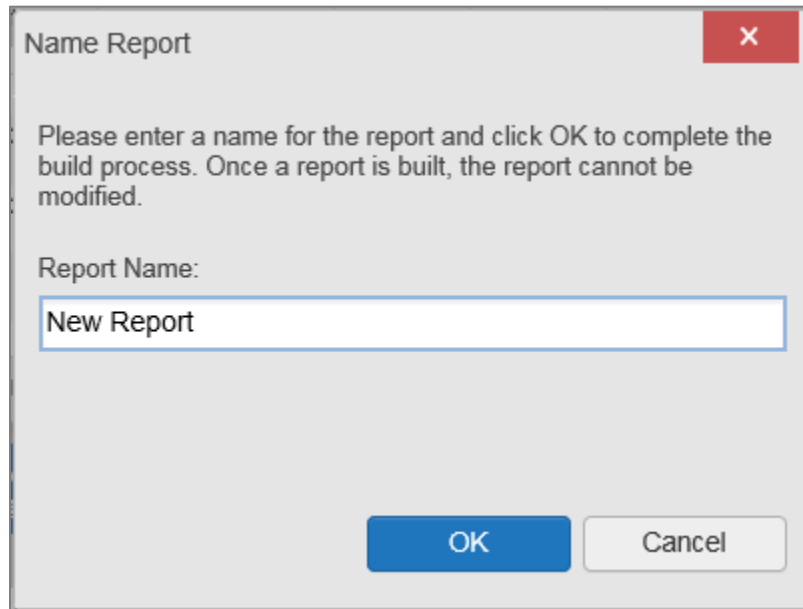 Name Report
Please enter a name for the report and click OK to complete the
build process. Once a report is built, the report cannot be
modified.
Report Name:
New Report
OK
Cancel